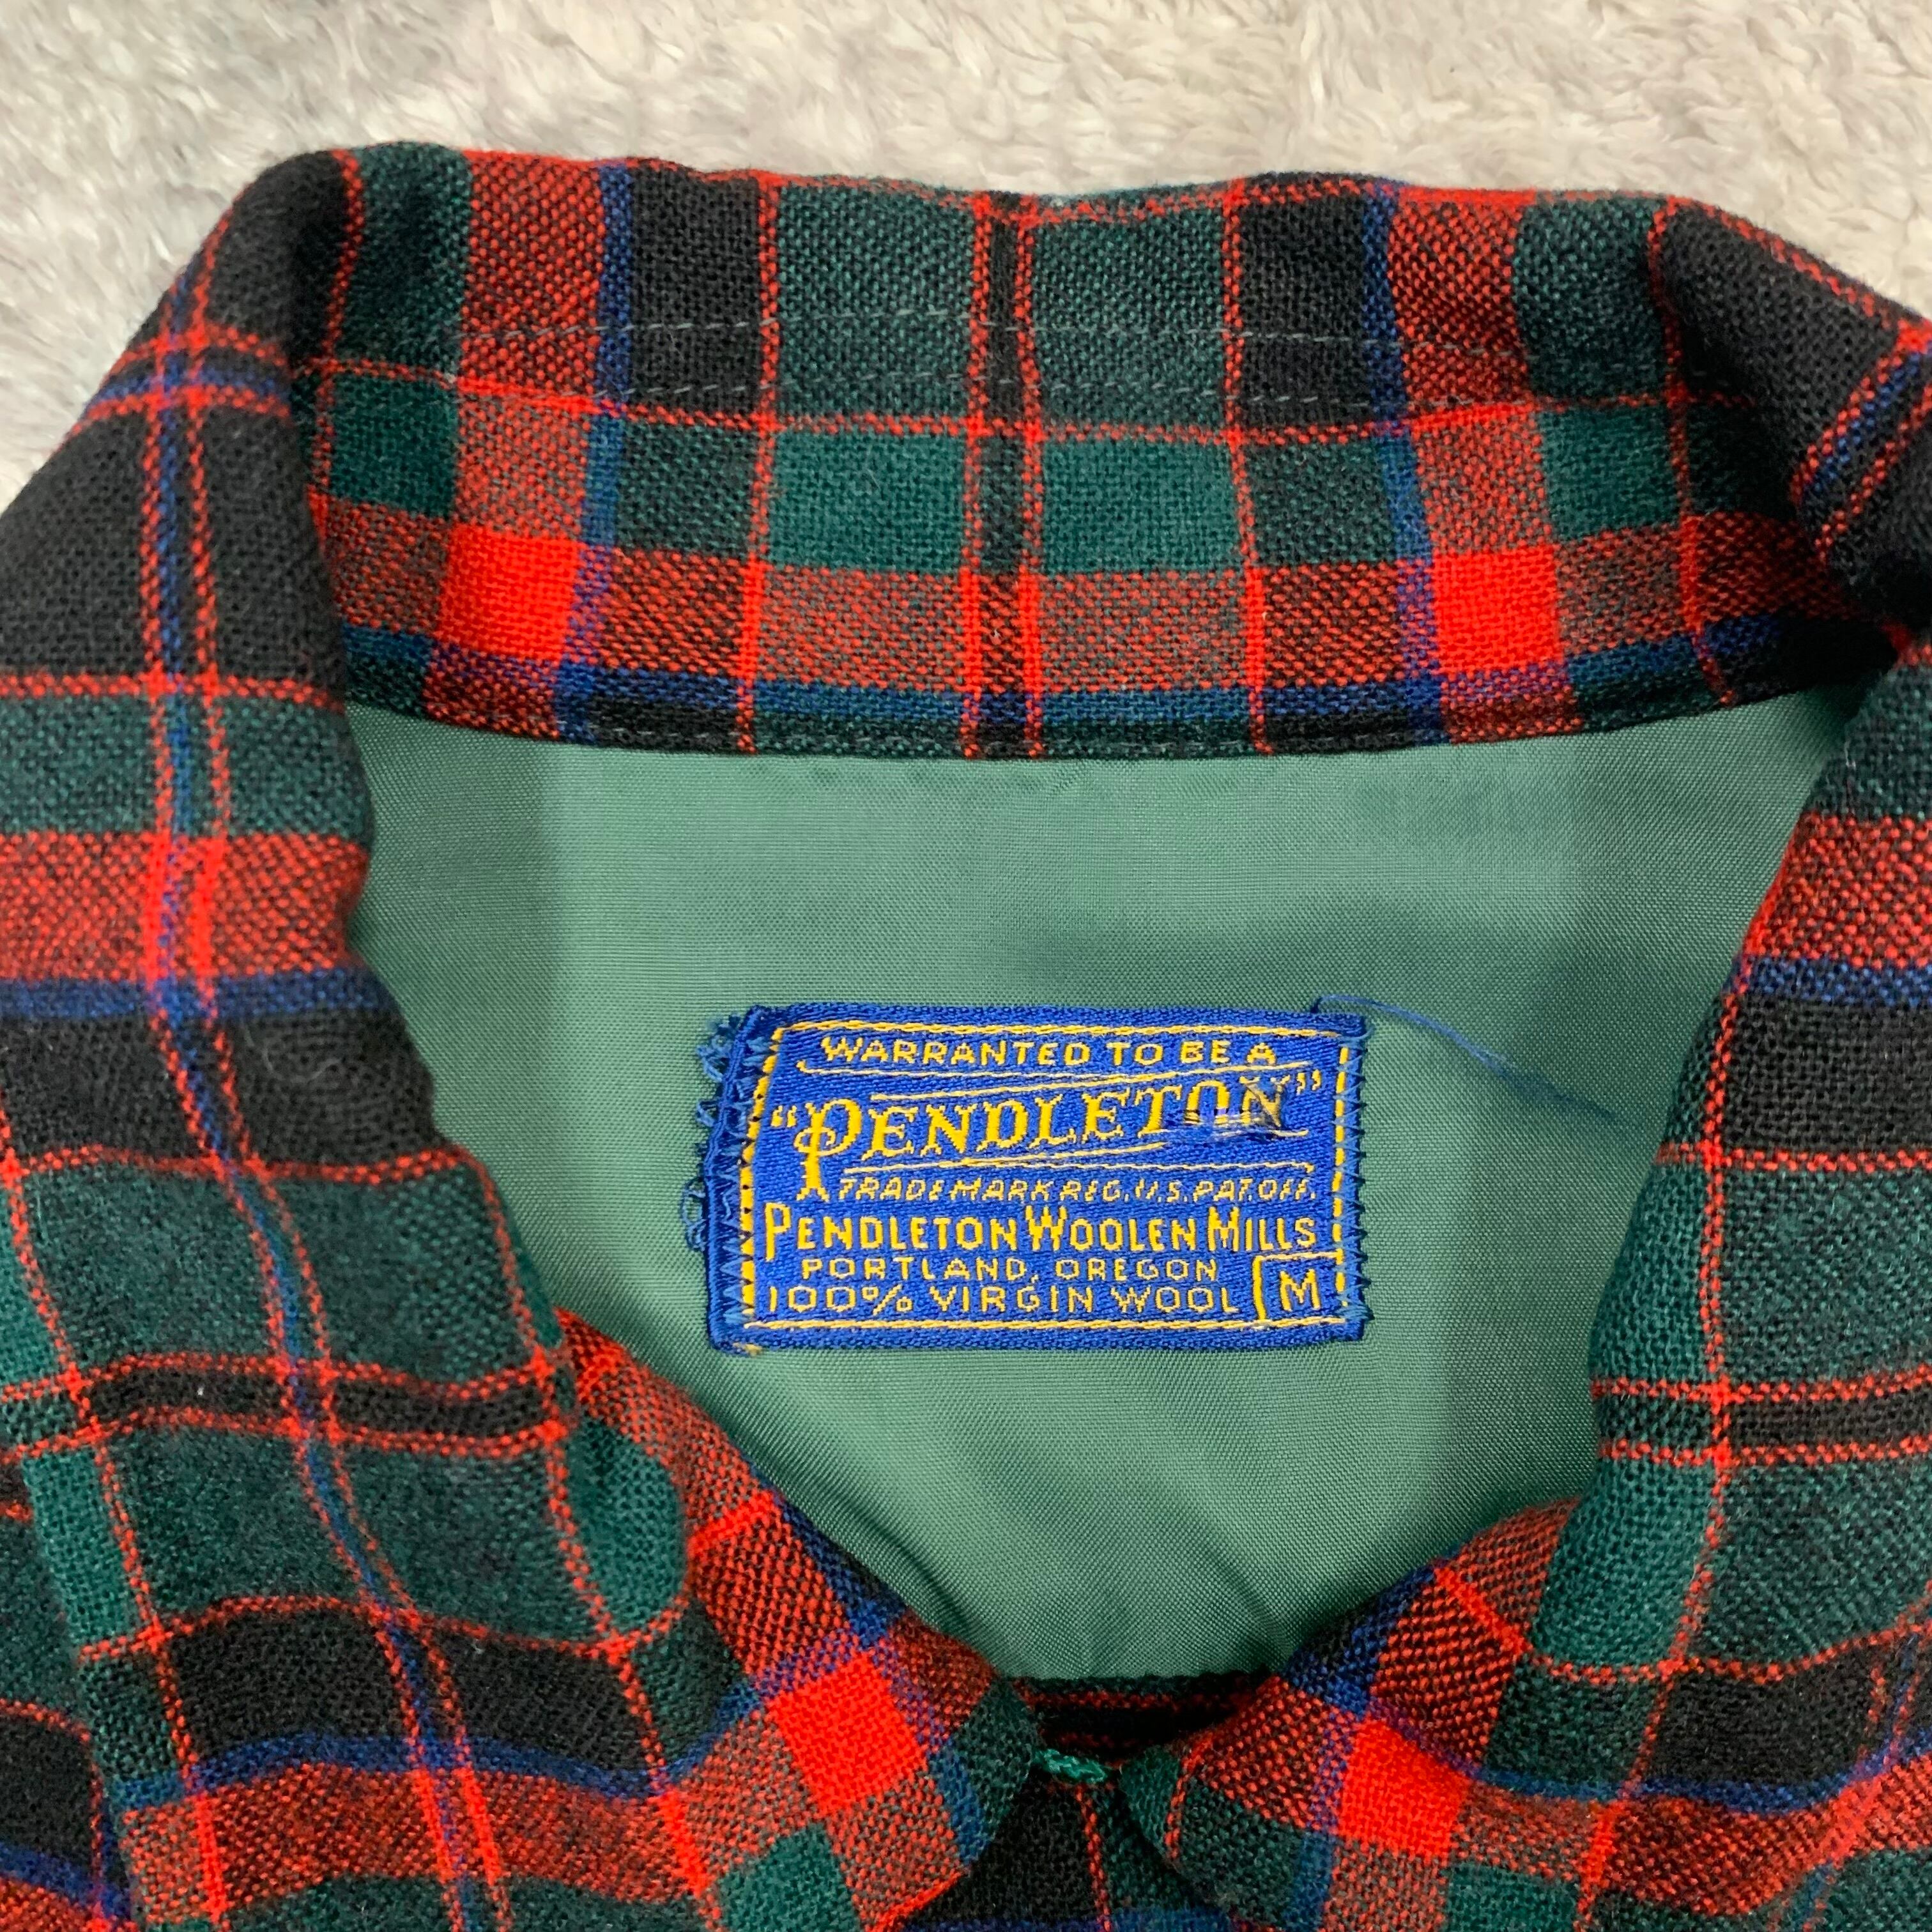 WARRANTED TO BE A
"PENDLETON"
TRADE MARK REG. U.S. PAT. OFF.
PENDLETON WOOLEN MILLS
PORTLAND, OREGON
100% VIRGIN WOOL M